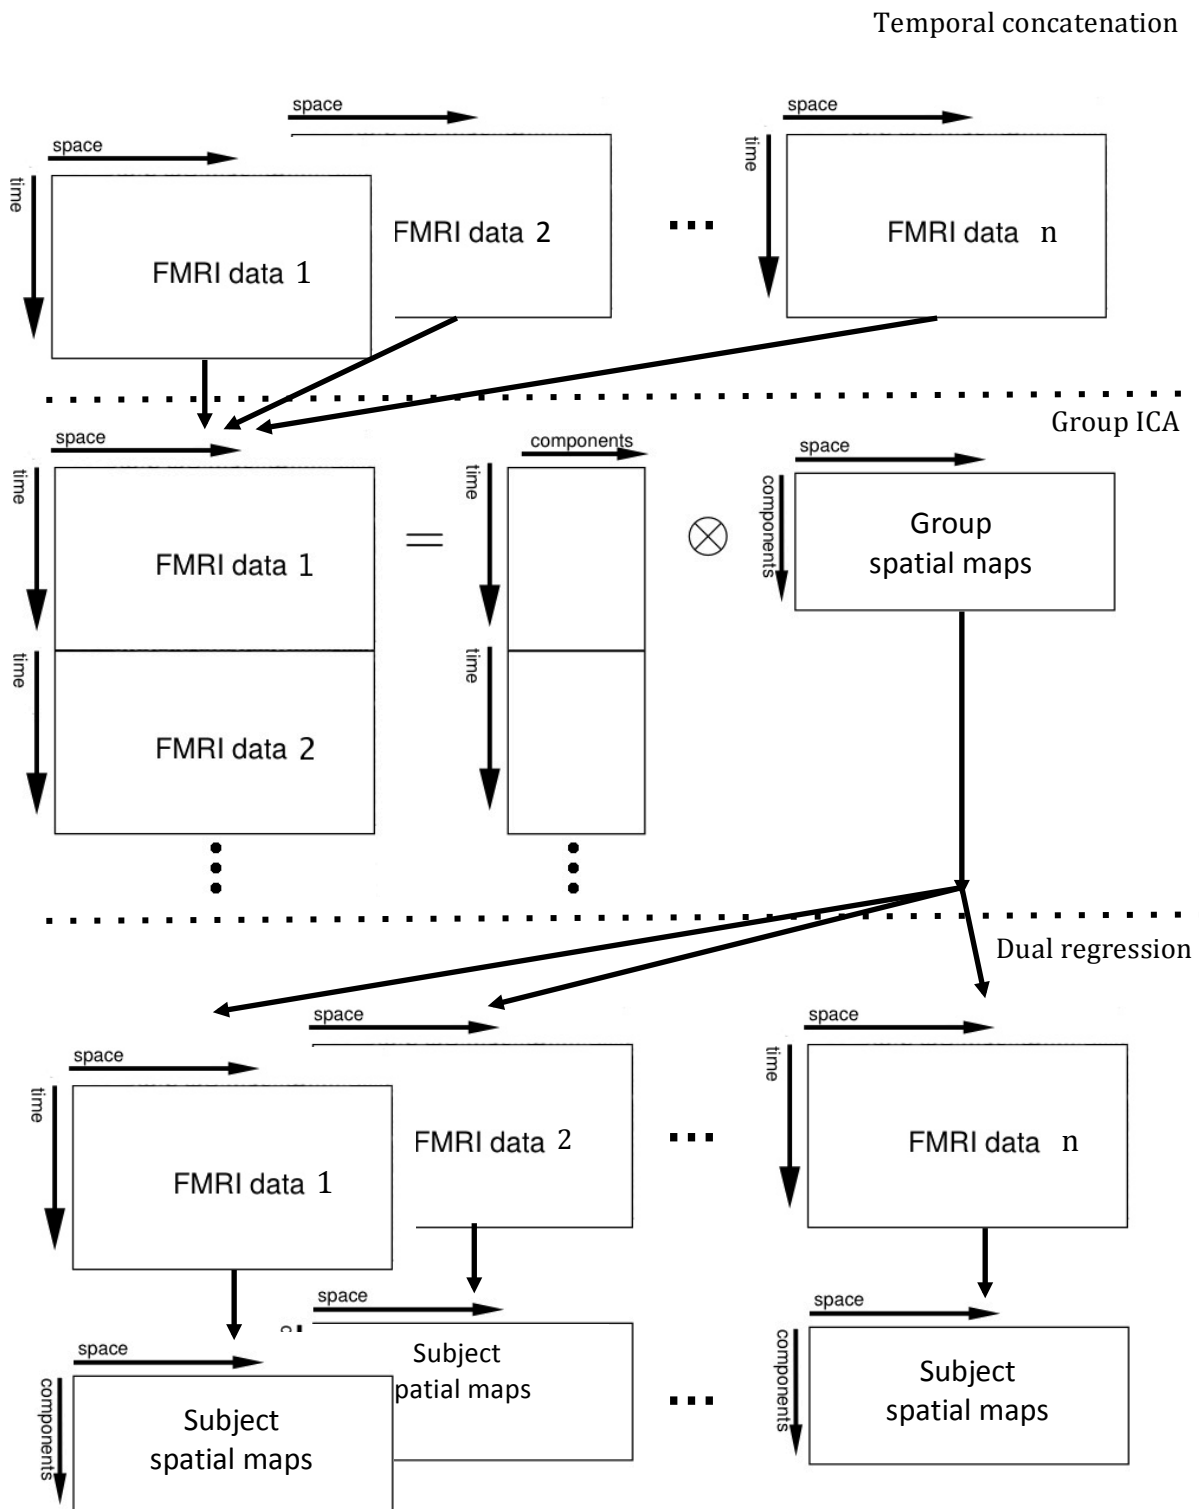 Temporal concatenation
space
space
space
time
time
FMRI data 1
FMRI data 2
...
FMRI data n
Group ICA
space
components
space
time
time
components
FMRI data 1
=
⊗
Group
spatial maps
time
time
FMRI data 2
Dual regression
space
space
space
time
time
FMRI data 1
FMRI data 2
...
FMRI data n
space
space
space
components
components
Subject
spatial maps
Subject
patial maps
...
Subject
spatial maps